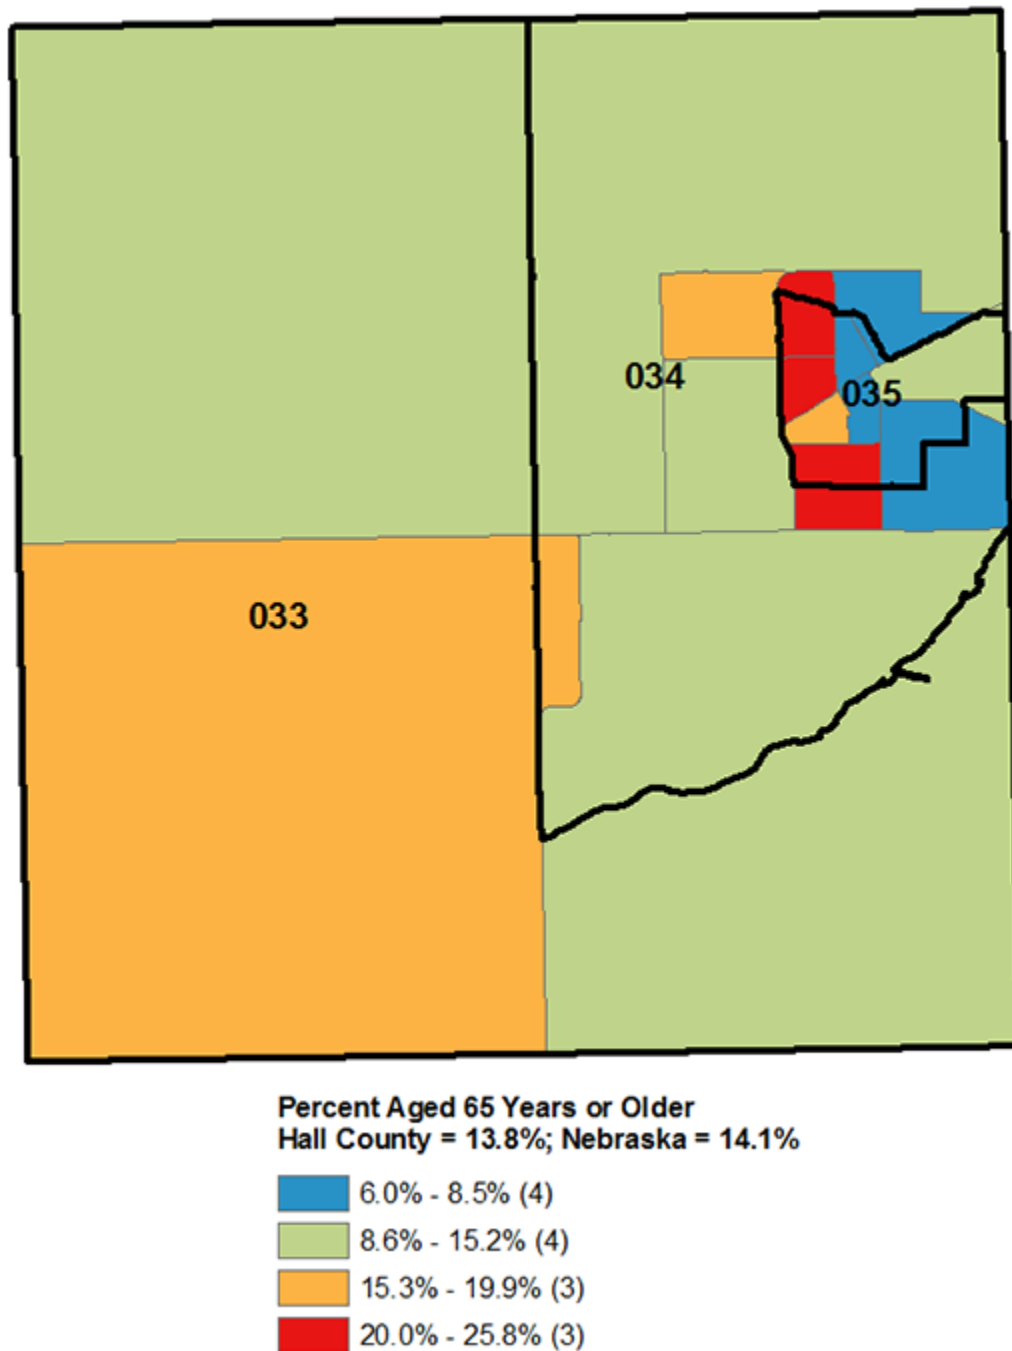 034
035
033
Percent Aged 65 Years or Older
Hall County = 13.8%; Nebraska = 14.1%
6.0% - 8.5% (4)
8.6% - 15.2% (4)
15.3% - 19.9% (3)
20.0% - 25.8% (3)